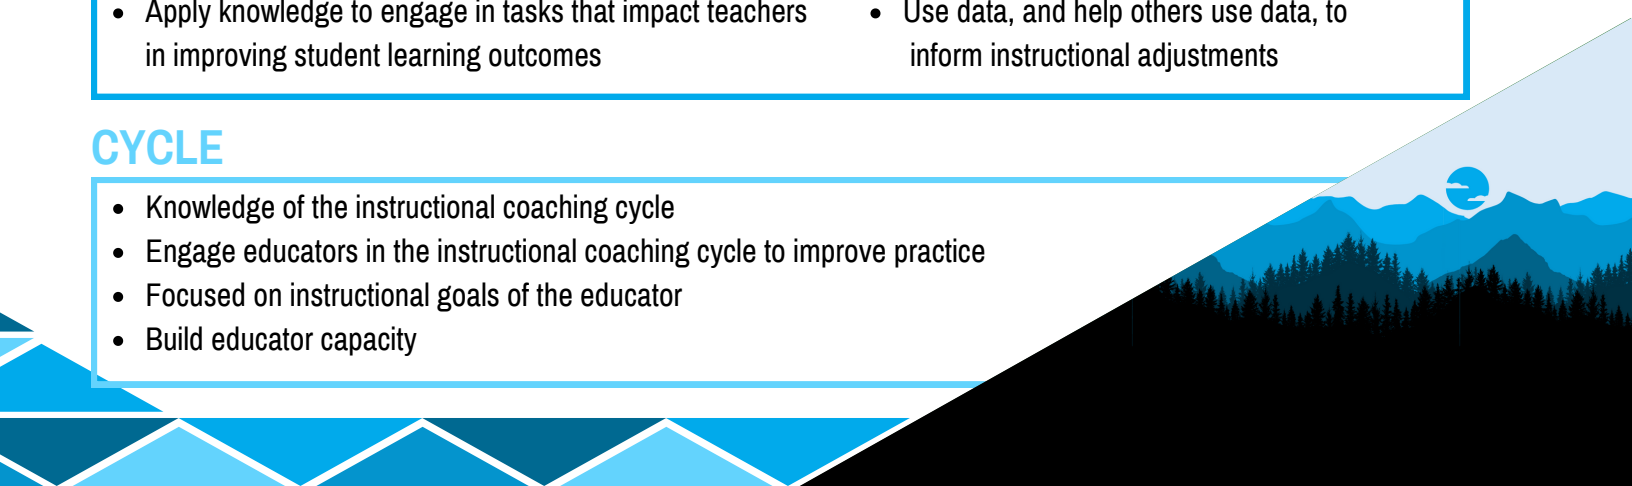 • Apply knowledge to engage in tasks that impact teachers
in improving student learning outcomes
• Use data, and help others use data, to
inform instructional adjustments
CYCLE
• Knowledge of the instructional coaching cycle
• Engage educators in the instructional coaching cycle to improve practice
• Focused on instructional goals of the educator
• Build educator capacity